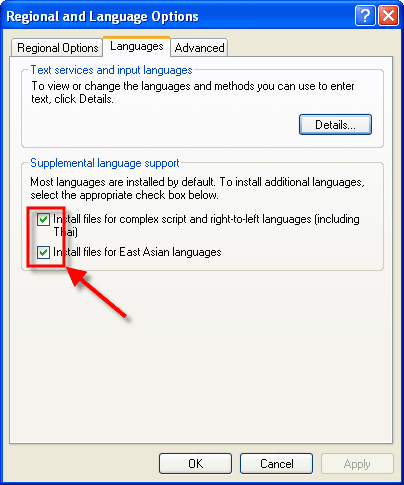 Regional and Language Options
Regional Options
Languages
Advanced
Text services and input languages
To view or change the languages and methods you can use to enter
text, click Details.
Details...
Supplemental language support
Most languages are installed by default. To install additional languages,
select the appropriate check box below.
Install files for complex script and right-to-left languages (including
Thai)
Install files for East Asian languages
OK
Cancel
Apply